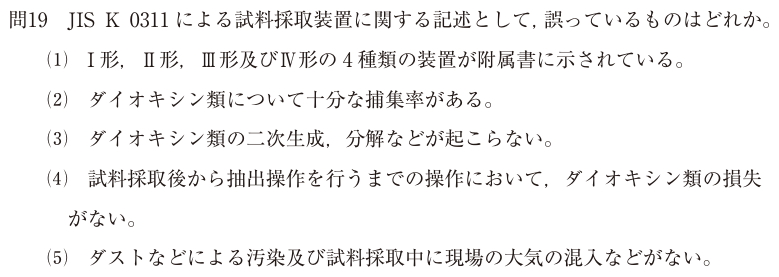 問19 JIS K 0311による試料採取装置に関する記述として，誤っているものはどれか。
(1) Ⅰ形，Ⅱ形，Ⅲ形及びⅣ形の4種類の装置が附属書に示されている。
(2) ダイオキシン類について十分な捕集率がある。
(3) ダイオキシン類の二次生成，分解などが起こらない。
(4) 試料採取後から抽出操作を行うまでの操作において，ダイオキシン類の損失
がない。
(5) ダストなどによる汚染及び試料採取中に現場の大気の混入などがない。